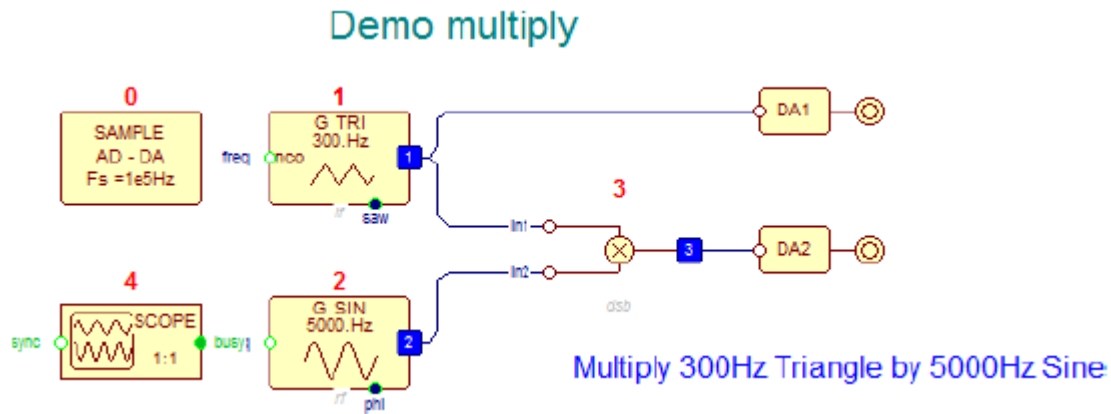 Demo multiply
0
SAMPLE
AD - DA
Fs =1e5Hz
1
G TRI
300.Hz
freq
nco
1
lf
saw
DA1
3
In1
In2
3
dsb
DA2
4
sync
SCOPE
1:1
busy
2
G SIN
5000.Hz
2
rf
phi
Multiply 300Hz Triangle by 5000Hz Sine